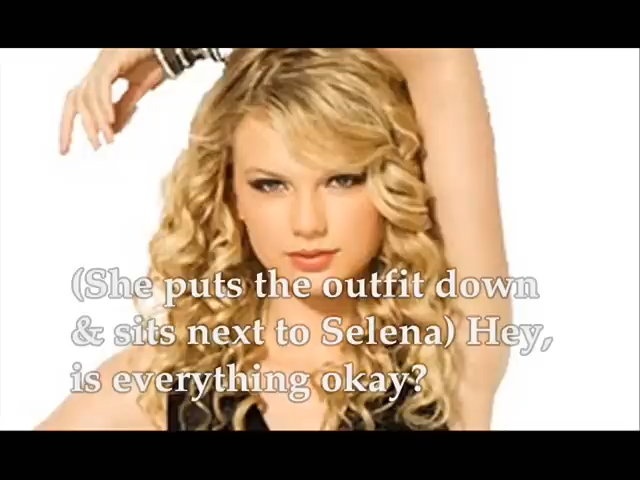 (She puts the outfit down
& sits next to Selena) Hey,
is everything okay?